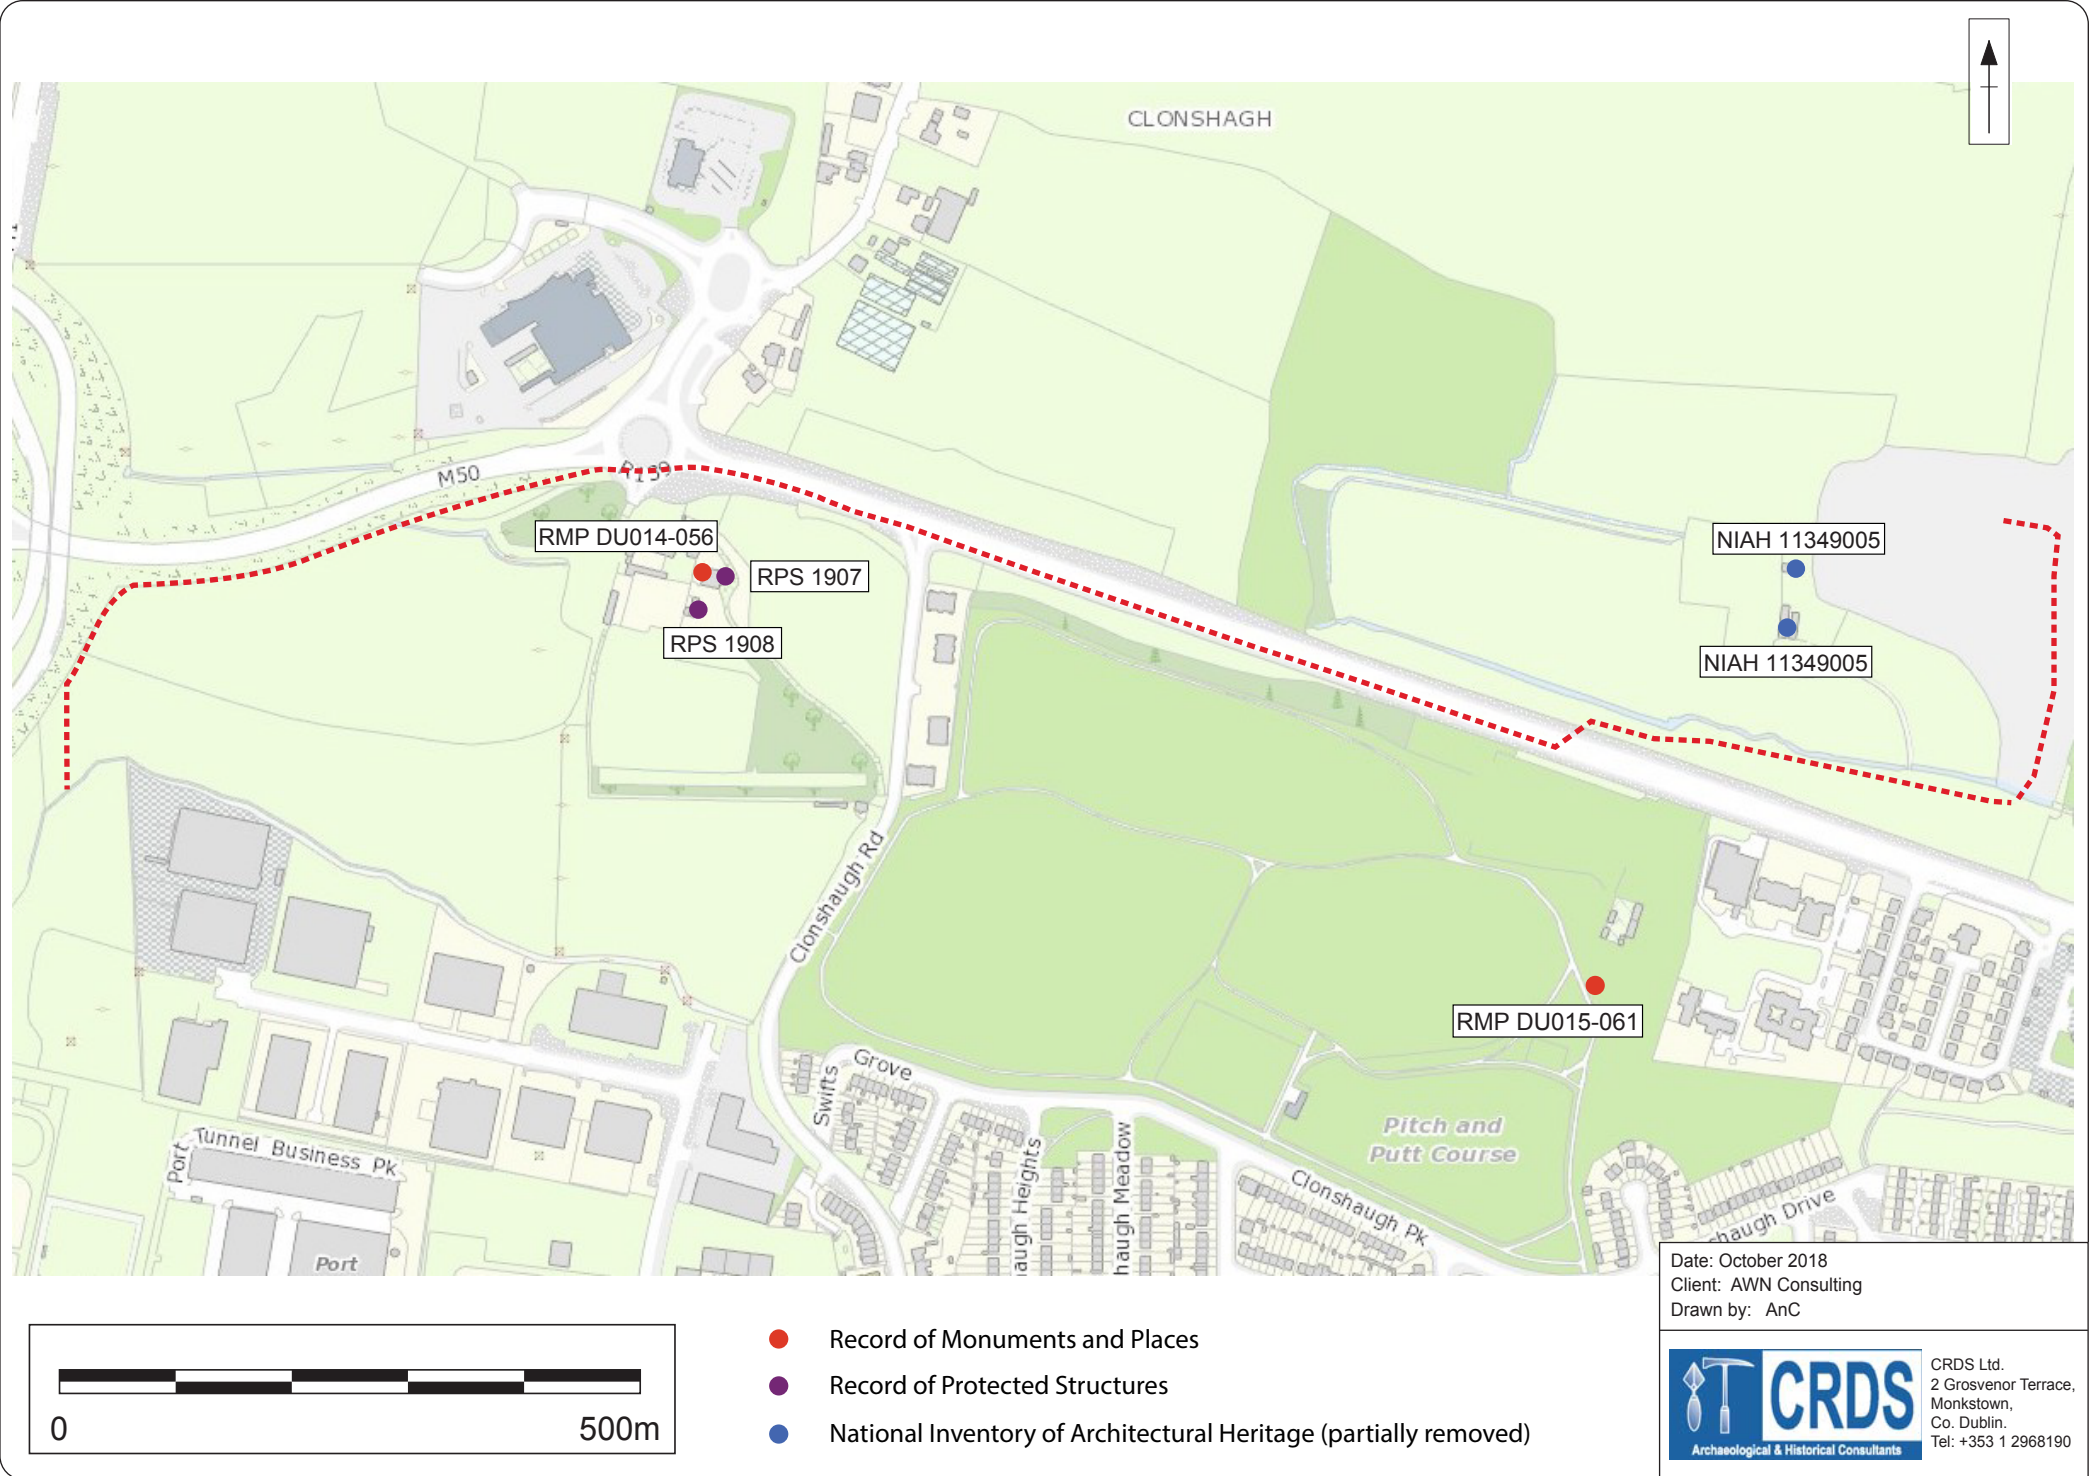 CLONSHAGH
M50
R139
RMP DU014-056
RPS 1907
RPS 1908
NIAH 11349005
NIAH 11349005
Clonshaugh Rd
RMP DU015-061
Swifts
Grove
Port
Tunnel Business Pk
Port
augh Heights
haugh Meadow
Pitch and
Putt Course
Clonshaugh Pk
shaugh Drive
0
500m
Record of Monuments and Places
Record of Protected Structures
National Inventory of Architectural Heritage (partially removed)
Date: October 2018
Client: AWN Consulting
Drawn by: AnC
CRDS
Archaeological & Historical Consultants
CRDS Ltd.
2 Grosvenor Terrace,
Monkstown,
Co. Dublin.
Tel: +353 1 2968190